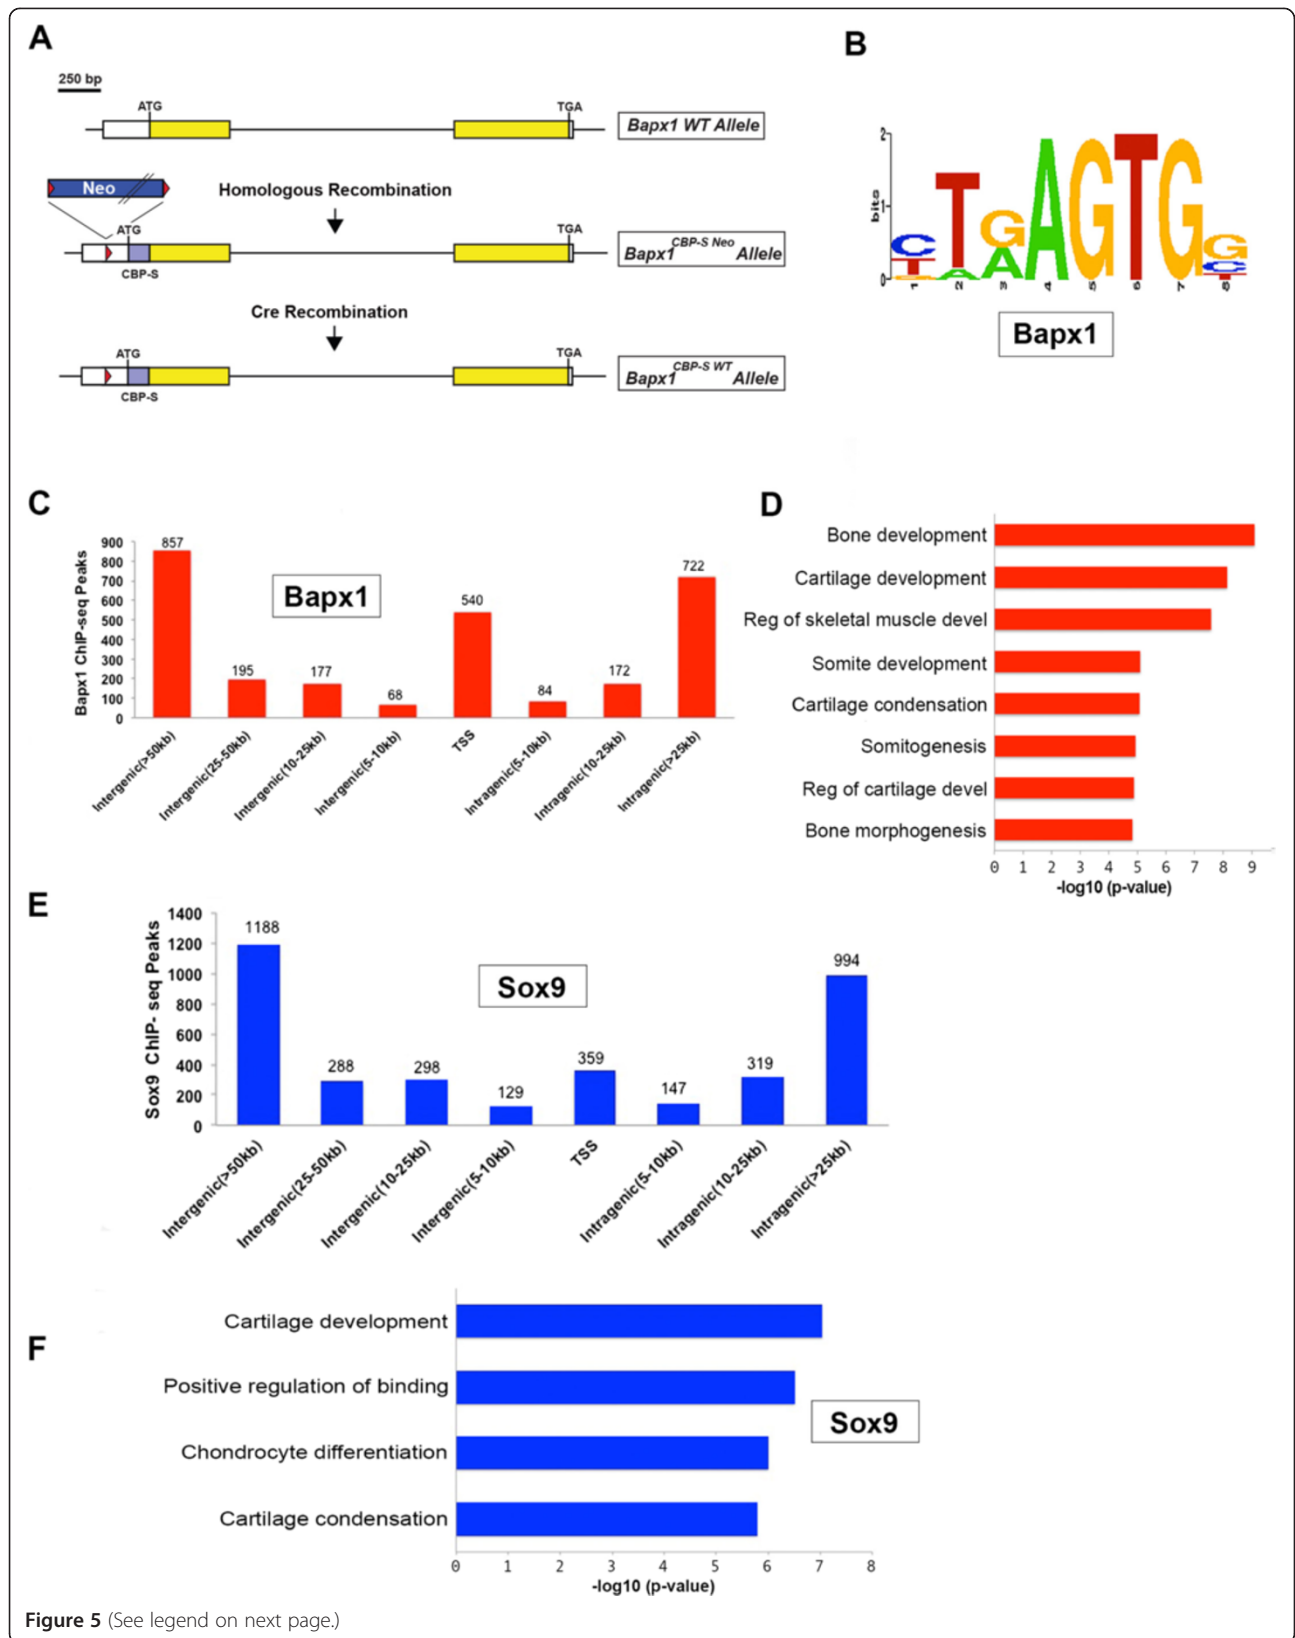 A
250 bp
ATG
TGA
Bapx1 WT Allele
Neo
Homologous Recombination
ATG
TGA
CBP-S
Bapx1 CBP-S Neo Allele
Cre Recombination
ATG
TGA
CBP-S
Bapx1 CBP-S WT Allele
B
bits
2
1
0
C T G A A G T G G C
T A T
1 2 3 4 5 6 7 8
Bapx1
C
Bapx1 ChIP-seq Peaks
900
800
700
600
500
400
300
200
100
0
857
195
177
68
540
84
172
722
Bapx1
Intergenic(>50kb)
Intergenic(25-50kb)
Intergenic(10-25kb)
Intergenic(5-10kb)
TSS
Intragenic(5-10kb)
Intragenic(10-25kb)
Intragenic(>25kb)
D
Bone development
Cartilage development
Reg of skeletal muscle devel
Somite development
Cartilage condensation
Somitogenesis
Reg of cartilage devel
Bone morphogenesis
0 1 2 3 4 5 6 7 8 9
-log10 (p-value)
E
Sox9 ChIP- seq Peaks
1400
1200
1000
800
600
400
200
0
1188
288
298
129
359
147
319
994
Sox9
Intergenic(>50kb)
Intergenic(25-50kb)
Intergenic(10-25kb)
Intergenic(5-10kb)
TSS
Intragenic(5-10kb)
Intragenic(10-25kb)
Intragenic(>25kb)
F
Cartilage development
Positive regulation of binding
Chondrocyte differentiation
Cartilage condensation
Sox9
0 1 2 3 4 5 6 7 8
-log10 (p-value)
Figure 5 (See legend on next page.)